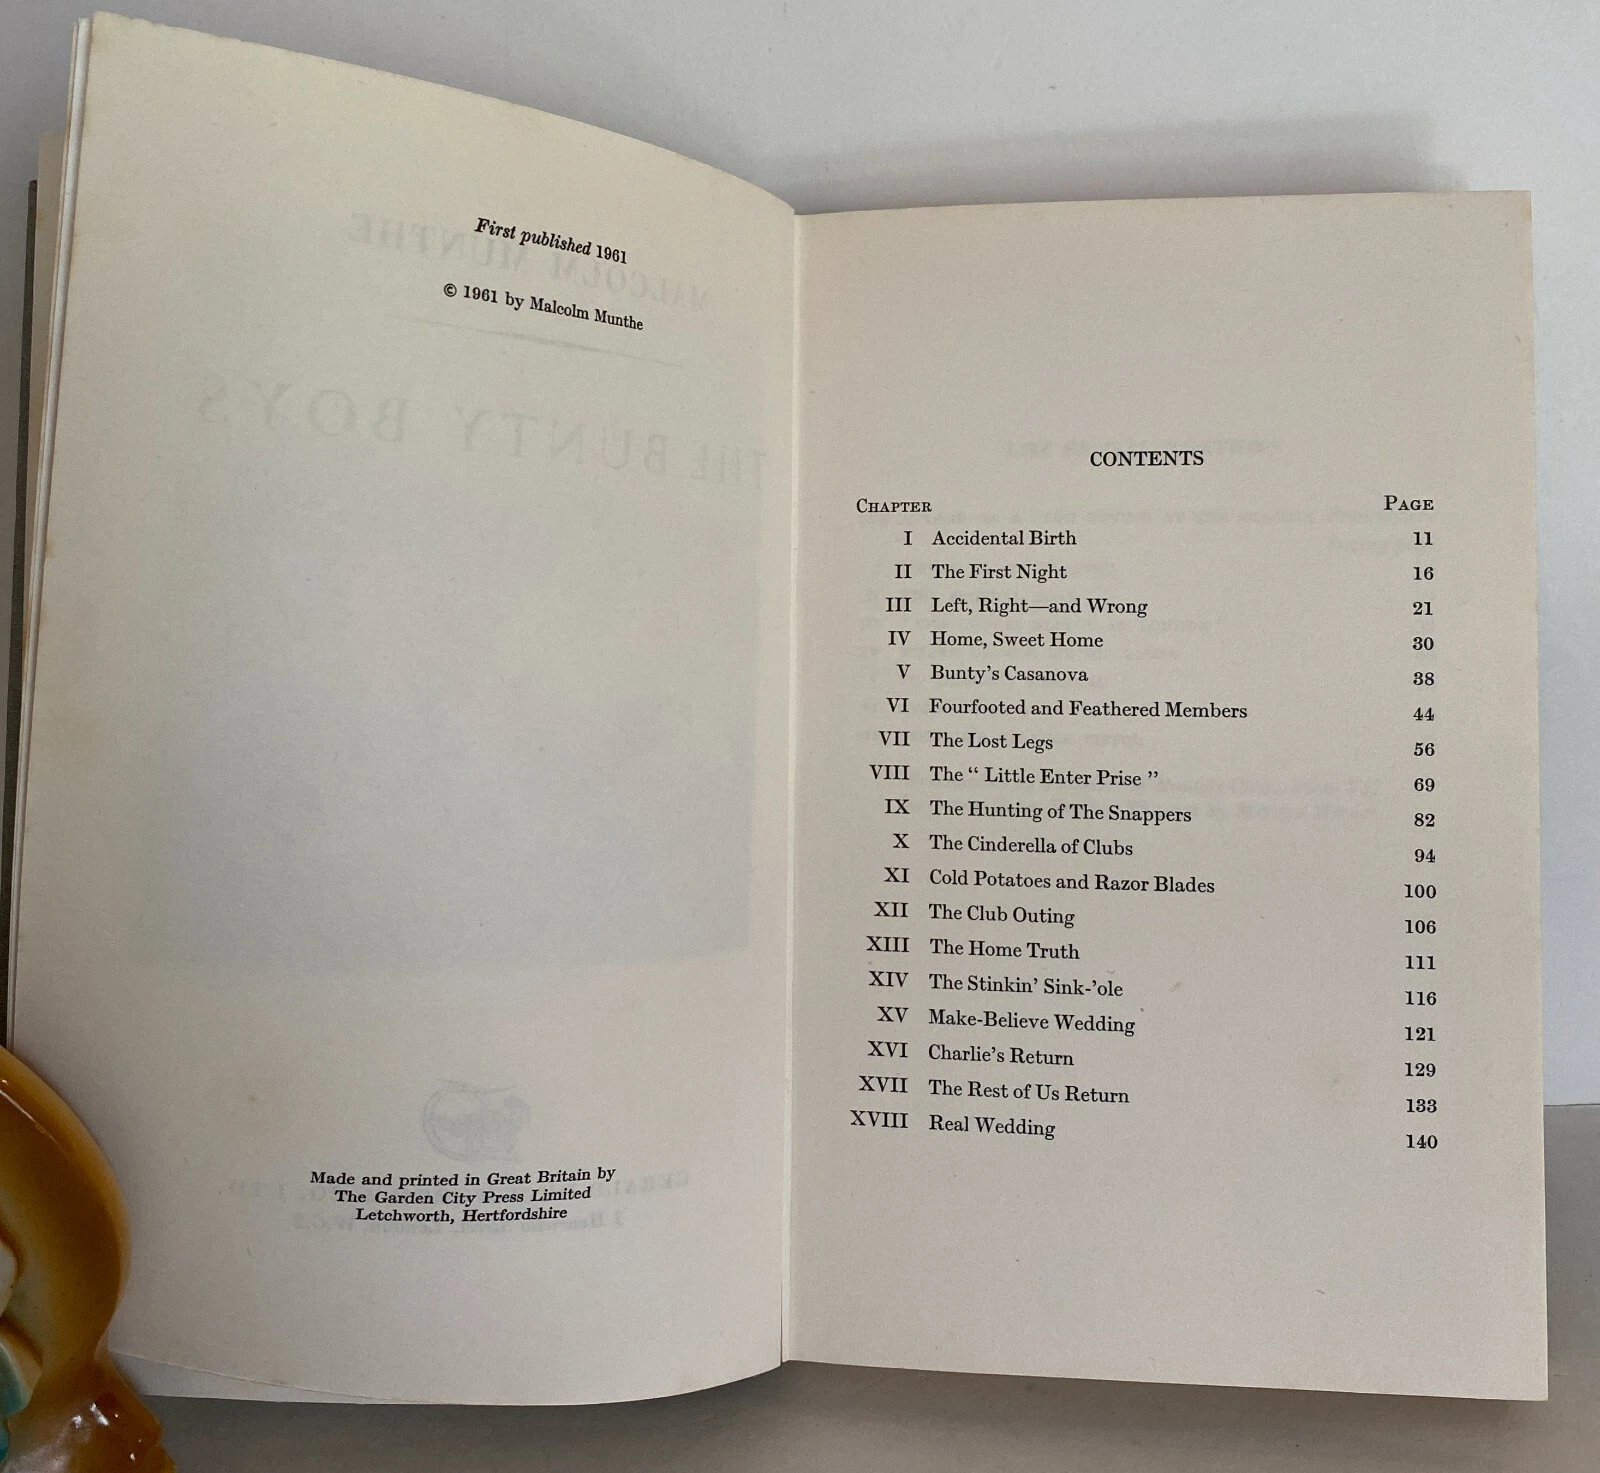 First published 1961
© 1961 by Malcolm Munthe
MALCOLM MUNTHE
THE BUNTY BOYS
Made and printed in Great Britain by
The Garden City Press Limited
Letchworth, Hertfordshire
CONTENTS
CHAPTER PAGE
I Accidental Birth 11
II The First Night 16
III Left, Right—and Wrong 21
IV Home, Sweet Home 30
V Bunty's Casanova 38
VI Fourfooted and Feathered Members 44
VII The Lost Legs 56
VIII The “ Little Enter Prise ” 69
IX The Hunting of The Snappers 82
X The Cinderella of Clubs 94
XI Cold Potatoes and Razor Blades 100
XII The Club Outing 106
XIII The Home Truth 111
XIV The Stinkin' Sink-'ole 116
XV Make-Believe Wedding 121
XVI Charlie's Return 129
XVII The Rest of Us Return 133
XVIII Real Wedding 140